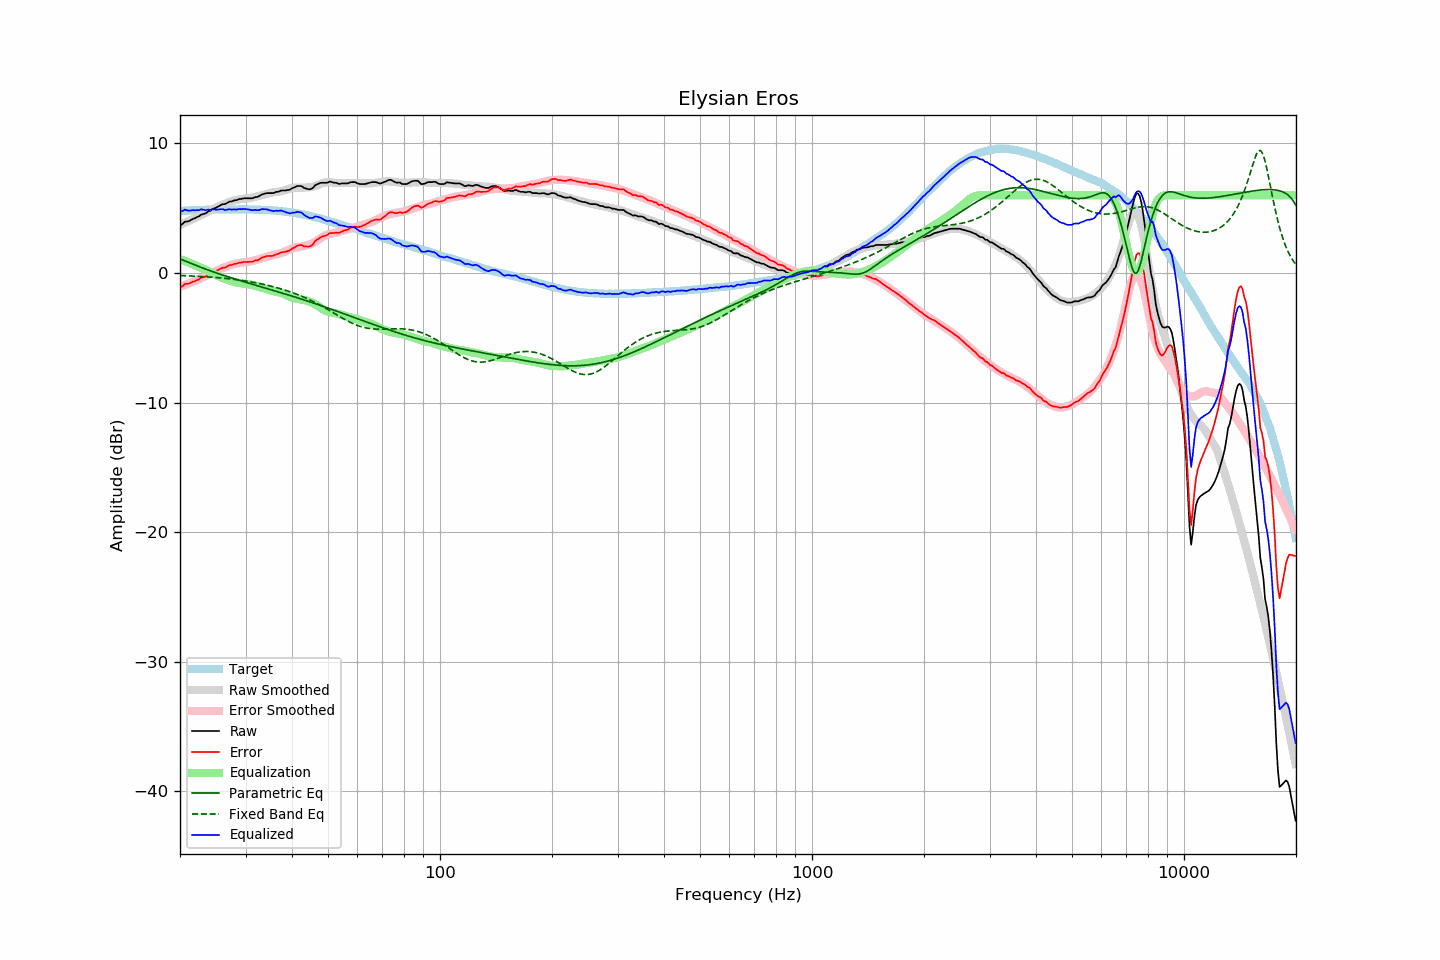 Elysian Eros
10
0
−10
−20
−30
−40
Amplitude (dBr)
Target
Raw Smoothed
Error Smoothed
Raw
Error
Equalization
Parametric Eq
Fixed Band Eq
Equalized
100
1000
10000
Frequency (Hz)